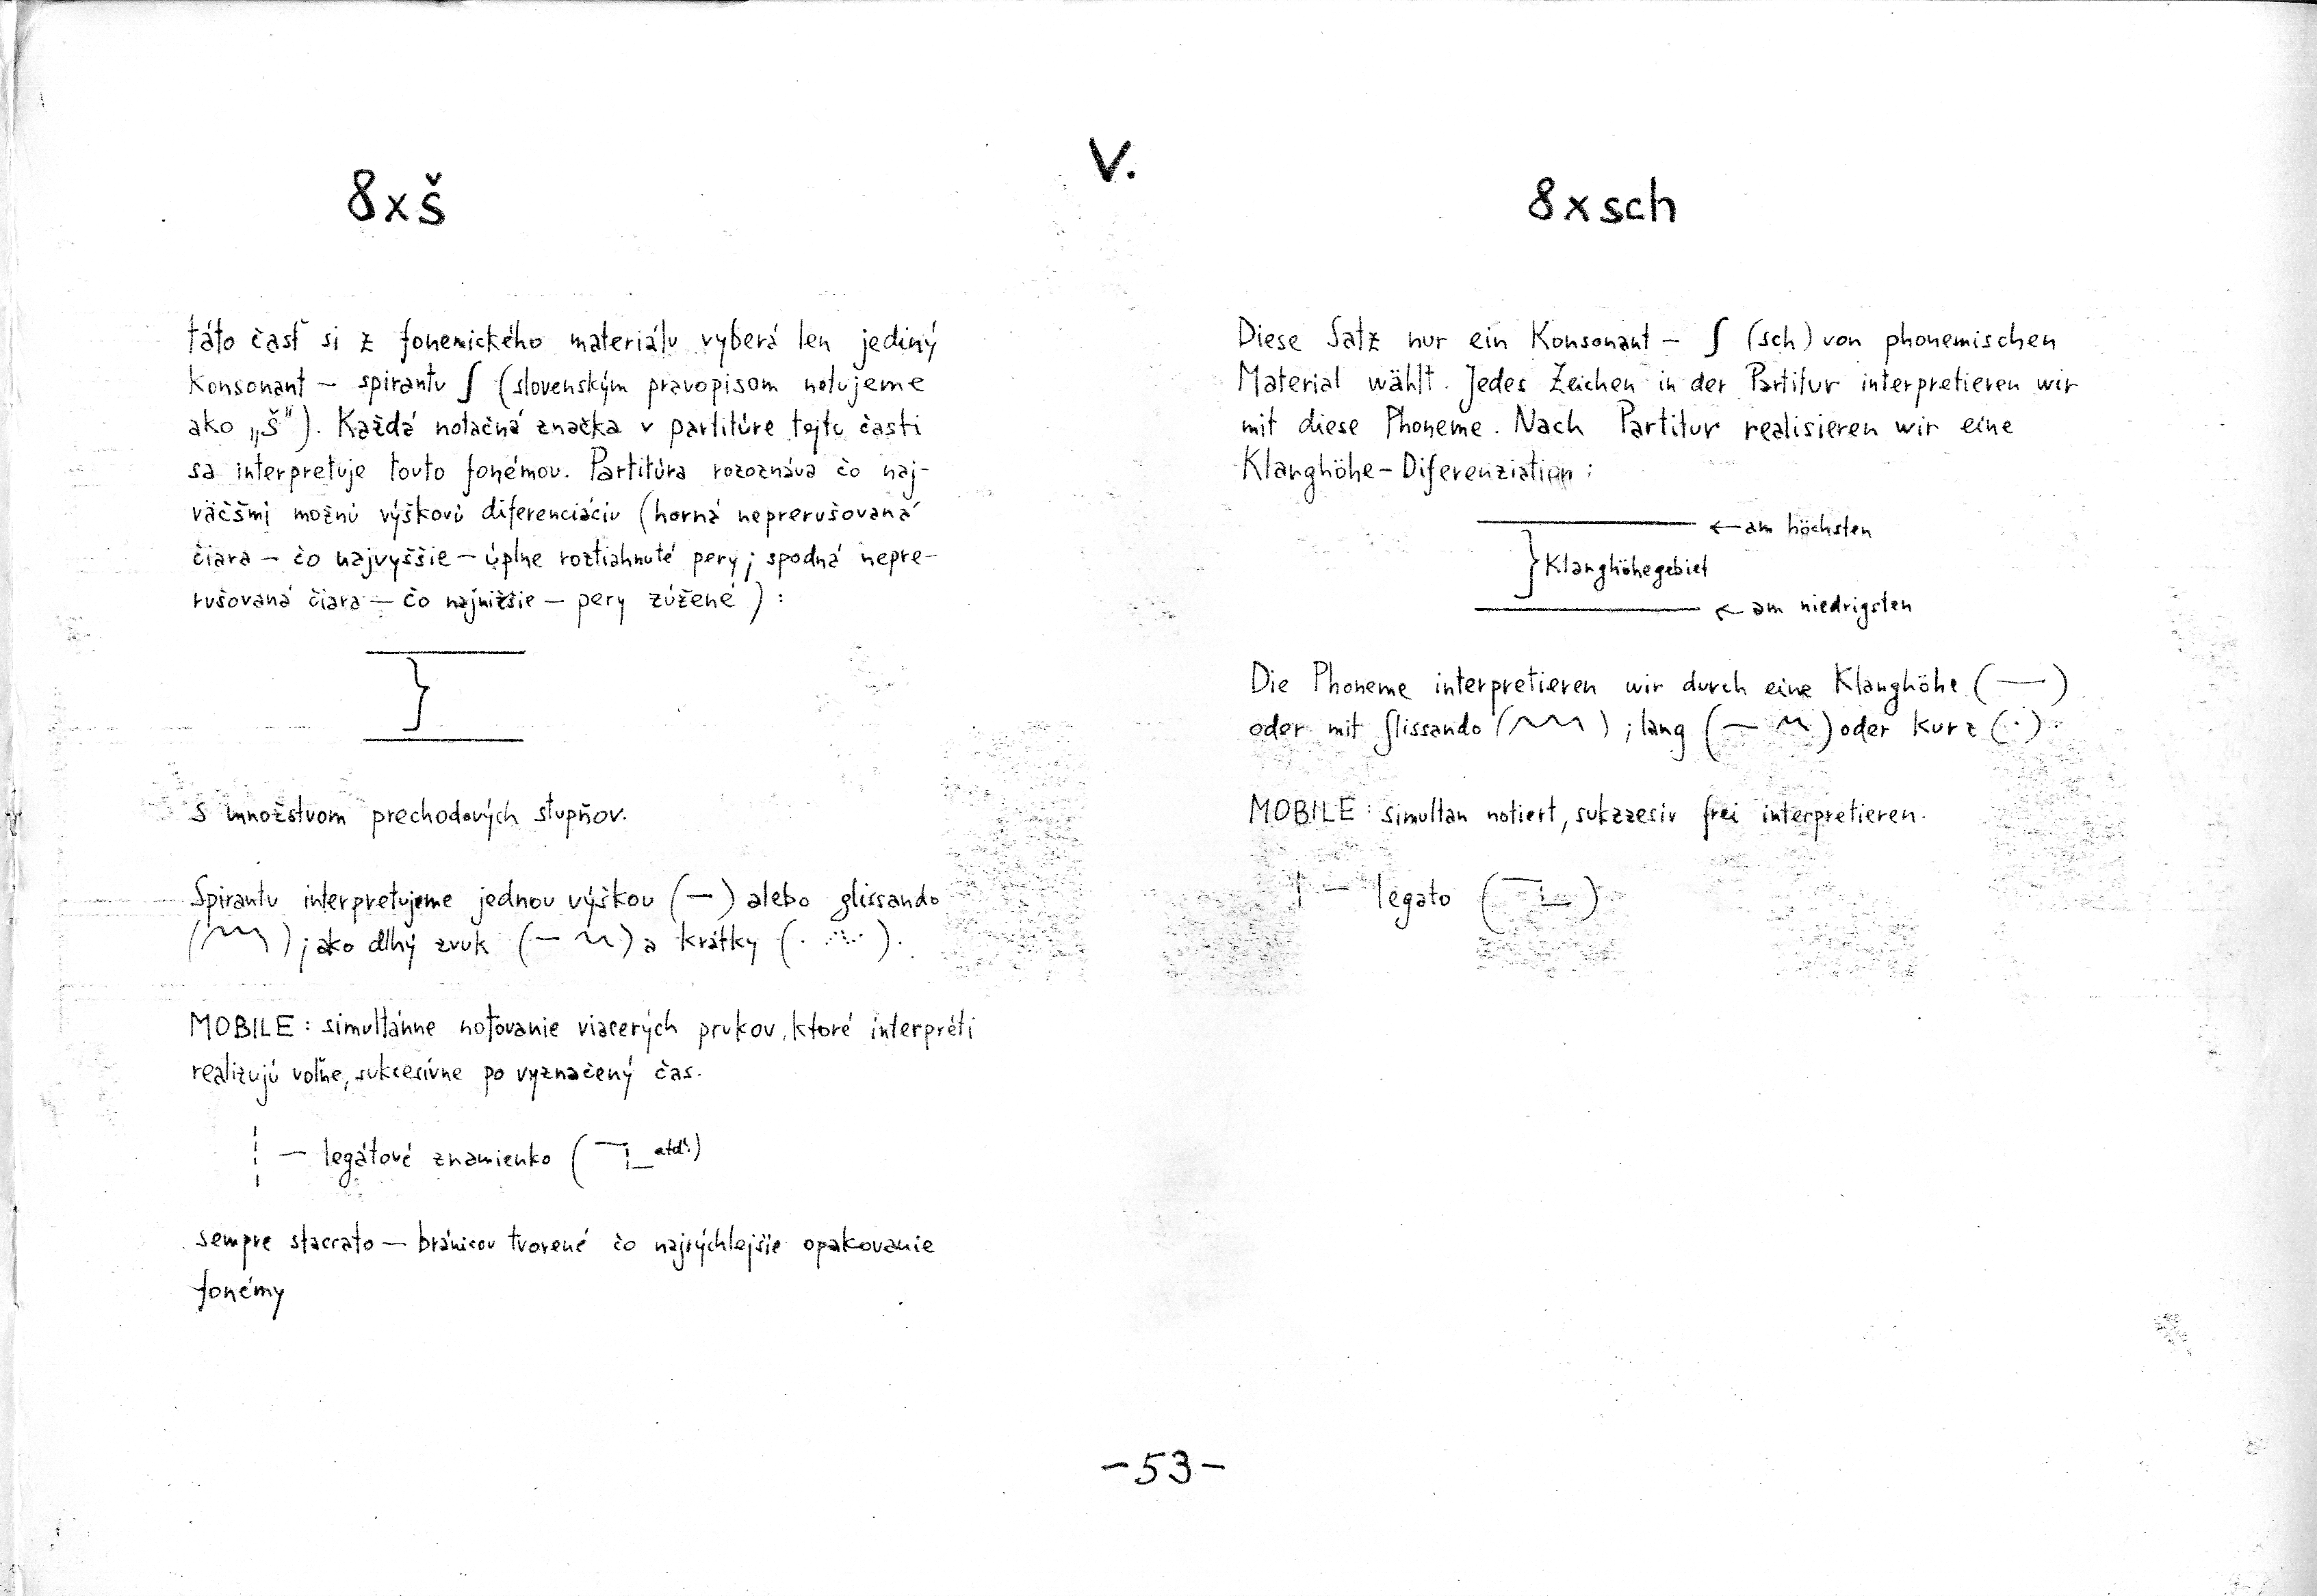 V.
8xš
táto časť si z fonemického materiálu vyberá len jediný
konsonant – spirantu ∫ (slovenským pravopisom notujeme
ako „š"). Každá notačná značka v partitúre tejto časti
sa interpretuje touto fonémou. Partitúra rozoznáva čo naj-
väčšmi možnú výškovú diferenciáciu (horná neprerušovaná
čiara – čo najvyššie – úplne roztiahnuté pery; spodná nepre-
rušovaná čiara – čo najnižšie – pery zúžené):
s množstvom prechodových stupňov.
Spirantu interpretujeme jednou výškou (—) alebo glissando
( ); ako dlhý zvuk (— ) a krátky (. ).
MOBILE: simultánne noťovanie viacerých prvkov, ktoré interpréti
realizujú voľne, sukcesívne po vyznačený čas.
– legátové znamienko ( atď.)
sempre staccato – bránicou tvorené čo najrýchlejšie opakovanie
fonémy
8xsch
Diese Satz nur ein Konsonant – ∫ (sch) von phonemischen
Material wählt. Jedes Zeichen in der Partitur interpretieren wir
mit diese Phoneme. Nach Partitur realisieren wir eine
Klanghöhe-Diferenziation:
← am höchsten
} Klanghöhegebiet
← am niedrigsten
Die Phoneme interpretieren wir durch eine Klanghöhe (—)
oder mit Glissando ( ); lang (— ) oder kurz (.).
MOBILE: simultan notiert, sukzzesiv frei interpretieren.
– legato ( )
-53-